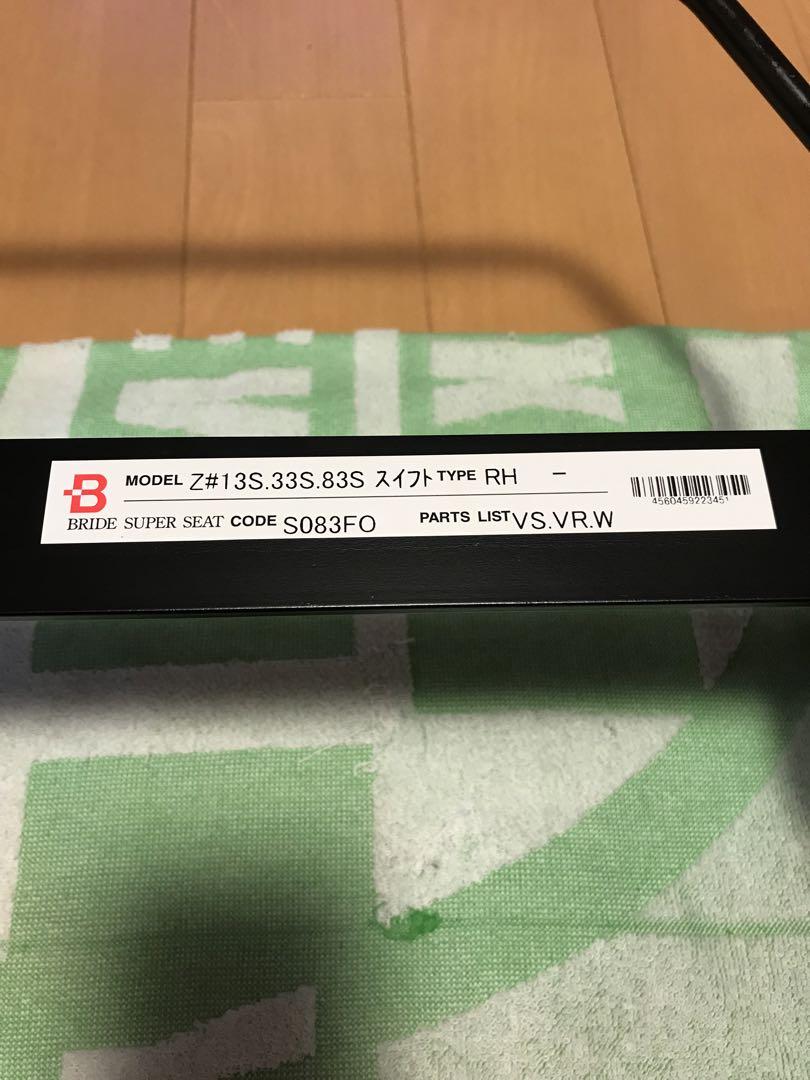 B MODEL Z#13S.33S.83S スイフト TYPE RH -
BRIDE SUPER SEAT CODE S083FO PARTS LIST VS.VR.W
4560459223451